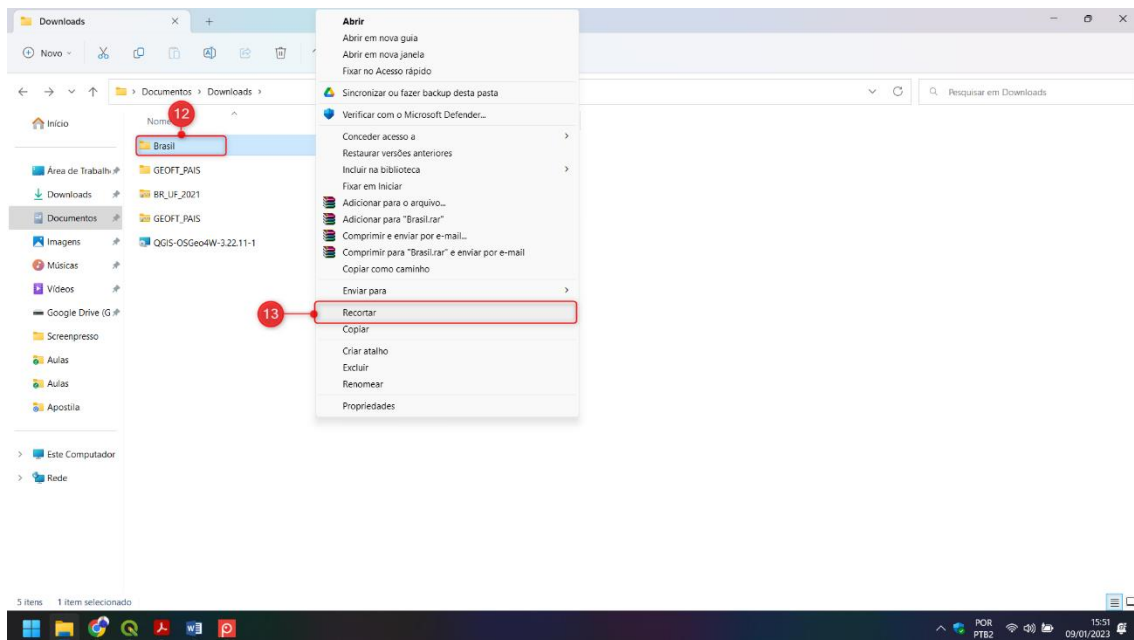 Downloads
Novo
Documentos > Downloads >
Pesquisar em Downloads
Início
Área de Trabalh
Downloads
Documentos
Imagens
Músicas
Vídeos
Google Drive (G
Screenpresso
Aulas
Aulas
Apostila
Este Computador
Rede
Nome
12
Brasil
GEOFT_PAIS
BR_UF_2021
GEOFT_PAIS
QGIS-OSGeo4W-3.22.11-1
Abrir
Abrir em nova guia
Abrir em nova janela
Fixar no Acesso rápido
Sincronizar ou fazer backup desta pasta
Verificar com o Microsoft Defender...
Conceder acesso a
Restaurar versões anteriores
Incluir na biblioteca
Fixar em Iniciar
Adicionar para o arquivo...
Adicionar para "Brasil.rar"
Comprimir e enviar por e-mail...
Comprimir para "Brasil.rar" e enviar por e-mail
Copiar como caminho
Enviar para
13
Recortar
Copiar
Criar atalho
Excluir
Renomear
Propriedades
5 itens 1 item selecionado
POR
PTB2
15:51
09/01/2023